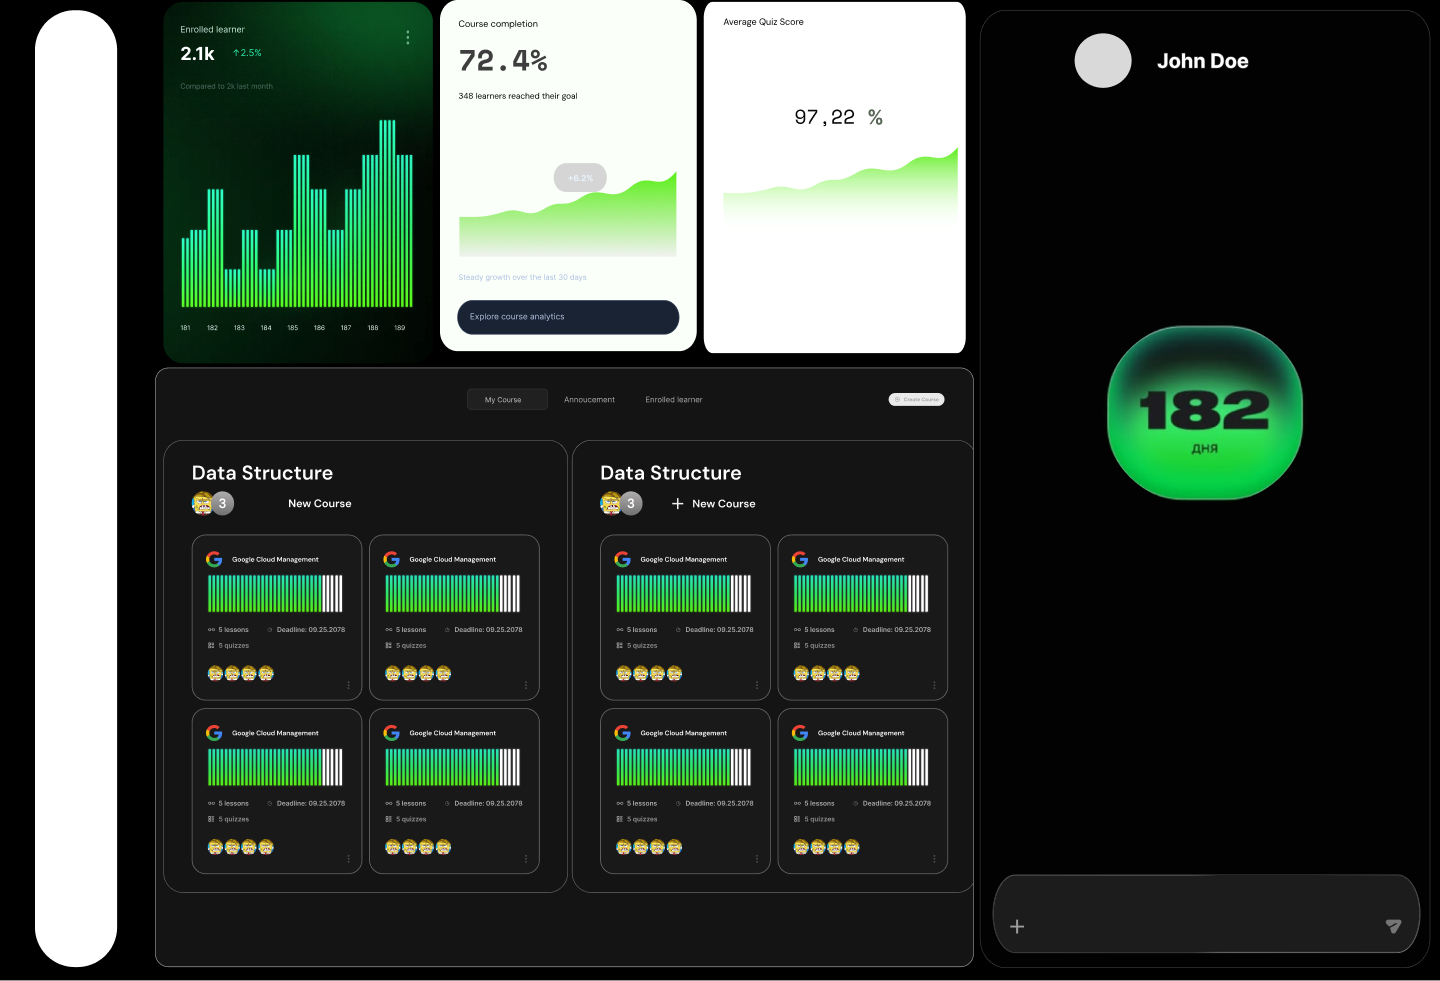 Enrolled learner
2.1k ↑2.5%
Compared to 2k last month
181 182 183 184 185 186 187 188 189
Course completion
72.4%
348 learners reached their goal
+6.2%
Steady growth over the last 30 days
Explore course analytics
Average Quiz Score
97,22 %
John Doe
182
ДНЯ
My Course
Annoucement
Enrolled learner
Create Course
Data Structure
3
New Course
Google Cloud Management
5 lessons
Deadline: 09.25.2078
5 quizzes
Google Cloud Management
5 lessons
Deadline: 09.25.2078
5 quizzes
Google Cloud Management
5 lessons
Deadline: 09.25.2078
5 quizzes
Google Cloud Management
5 lessons
Deadline: 09.25.2078
5 quizzes
Data Structure
3
+ New Course
Google Cloud Management
5 lessons
Deadline: 09.25.2078
5 quizzes
Google Cloud Management
5 lessons
Deadline: 09.25.2078
5 quizzes
Google Cloud Management
5 lessons
Deadline: 09.25.2078
5 quizzes
Google Cloud Management
5 lessons
Deadline: 09.25.2078
5 quizzes